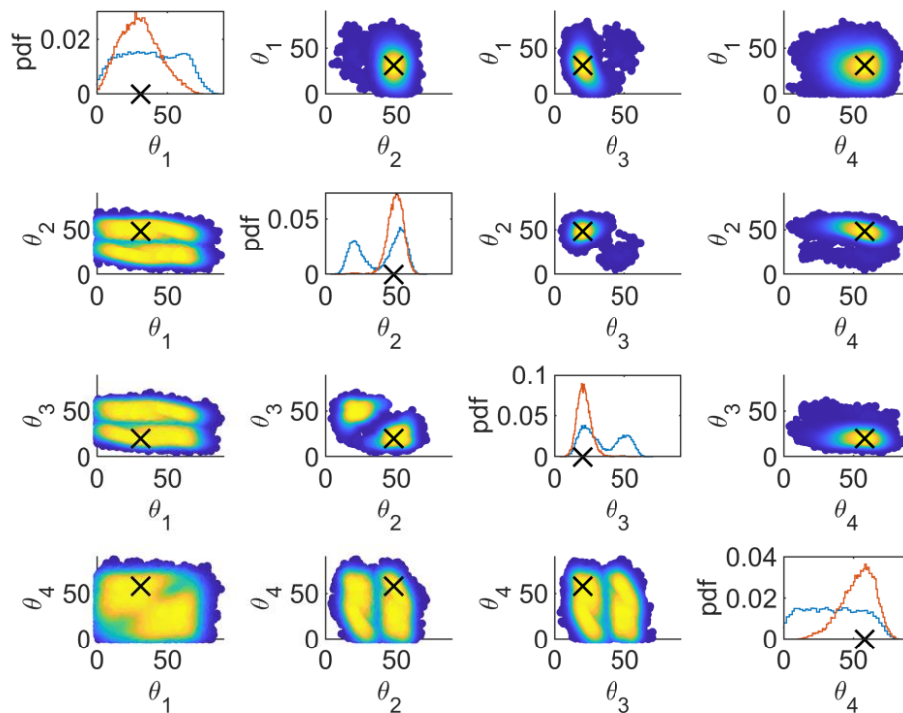 pdf 0.02 0 0 50 θ1
θ1 50 0 0 50 θ2
θ1 50 0 0 50 θ3
θ1 50 0 0 50 θ4
θ2 50 0 0 50 θ1
pdf 0.05 0 0 50 θ2
θ2 50 0 0 50 θ3
θ2 50 0 0 50 θ4
θ3 50 0 0 50 θ1
θ3 50 0 0 50 θ2
pdf 0.1 0.05 0 0 50 θ3
θ3 50 0 0 50 θ4
θ4 50 0 0 50 θ1
θ4 50 0 0 50 θ2
θ4 50 0 0 50 θ3
pdf 0.04 0.02 0 0 50 θ4